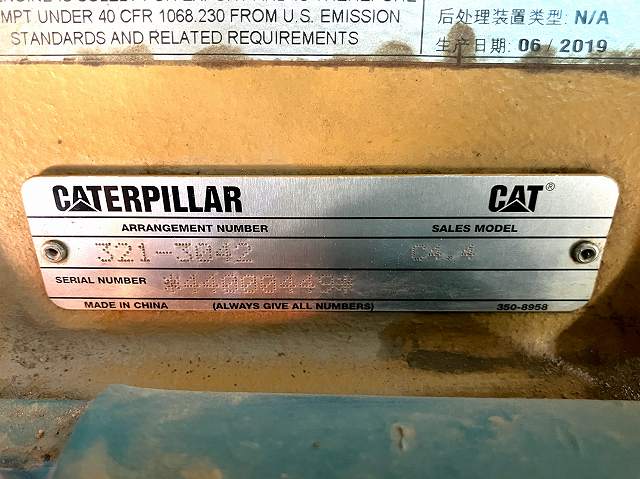 MPT UNDER 40 CFR 1068.230 FROM U.S. EMISSION
STANDARDS AND RELATED REQUIREMENTS
后处理装置类型: N/A
生产日期: 06 / 2019
CATERPILLAR CAT®
ARRANGEMENT NUMBER SALES MODEL
321-3042 C4.4
SERIAL NUMBER *44000449*
MADE IN CHINA (ALWAYS GIVE ALL NUMBERS) 350-8958